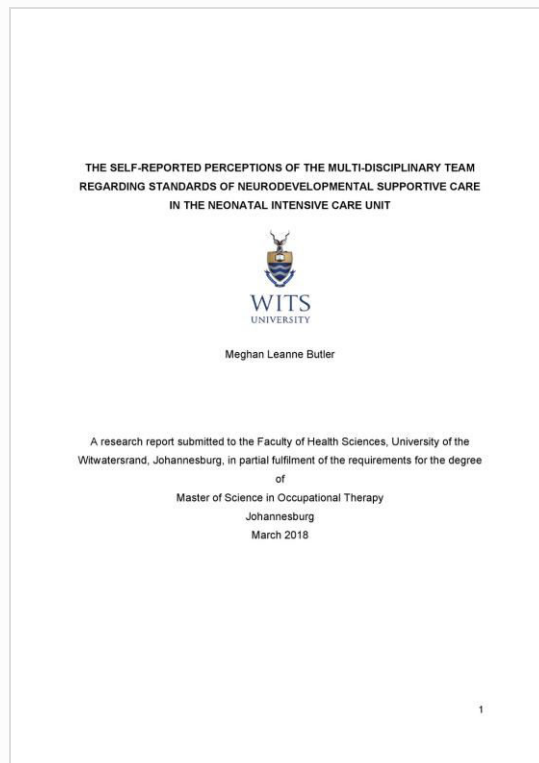 THE SELF-REPORTED PERCEPTIONS OF THE MULTI-DISCIPLINARY TEAM
REGARDING STANDARDS OF NEURODEVELOPMENTAL SUPPORTIVE CARE
IN THE NEONATAL INTENSIVE CARE UNIT
WITS
UNIVERSITY
Meghan Leanne Butler
A research report submitted to the Faculty of Health Sciences, University of the
Witwatersrand, Johannesburg, in partial fulfilment of the requirements for the degree
of
Master of Science in Occupational Therapy
Johannesburg
March 2018
1